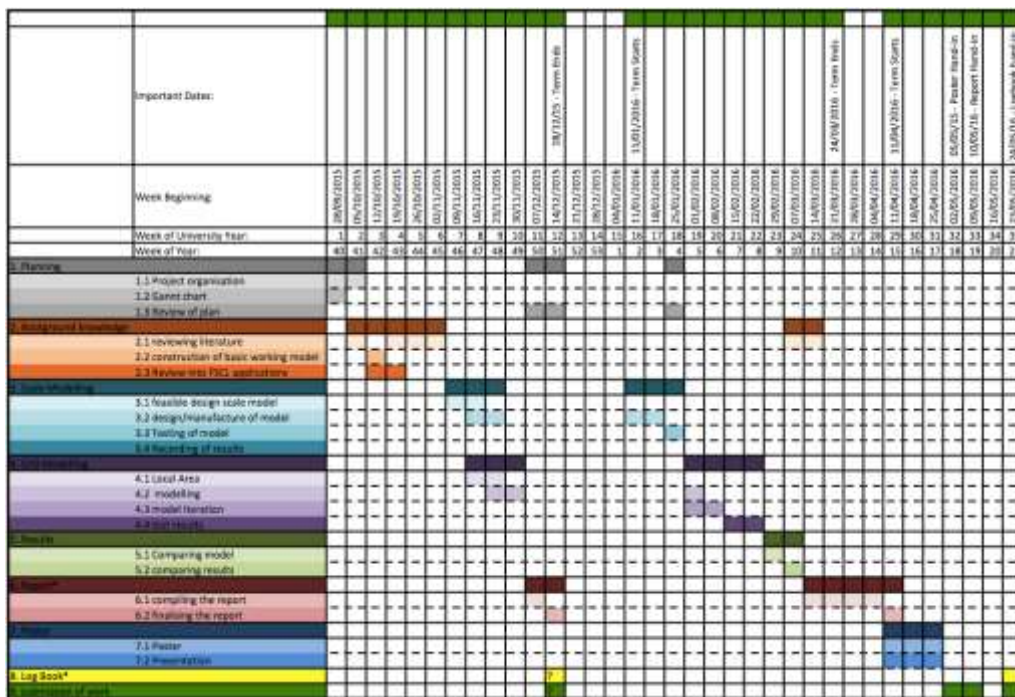 Important Dates:
18/12/15 - Term Ends
11/01/2016 - Term Starts
24/03/2016 - Term Ends
11/04/2016 - Term Starts
05/05/15 - Poster Hand-in
10/05/16 - Report Hand-in
Week Beginning:
28/09/2015 05/10/2015 12/10/2015 19/10/2015 26/10/2015 02/11/2015 09/11/2015 16/11/2015 23/11/2015 30/11/2015 07/12/2015 14/12/2015 21/12/2015 28/12/2015 04/01/2016 11/01/2016 18/01/2016 25/01/2016 01/02/2016 08/02/2016 15/02/2016 22/02/2016 29/02/2016 07/03/2016 14/03/2016 21/03/2016 28/03/2016 04/04/2016 11/04/2016 18/04/2016 25/04/2016 02/05/2016 09/05/2016 16/05/2016
Week of University Year: 1 2 3 4 5 6 7 8 9 10 11 12 13 14 15 16 17 18 19 20 21 22 23 24 25 26 27 28 29 30 31 32 33 34
Week of Year: 40 41 42 43 44 45 46 47 48 49 50 51 52 53 1 2 3 4 5 6 7 8 9 10 11 12 13 14 15 16 17 18 19 20
1. Planning
1.1 Project organisation
1.2 Gannt chart
1.3 Review of plan
2. Background knowledge
2.1 reviewing literature
2.2 construction of basic working model
2.3 Review into applications
3. Scale Modelling
3.1 feasible design scale model
3.2 design/manufacture of model
3.3 Testing of model
3.4 Recording of results
4.1 Local Area
4.2 modelling
4.3 model iteration
4.4 results
5. Results
5.1 Comparing model
5.2 comparing results
6. Report*
6.1 compiling the report
6.2 finalising the report
7.1 Poster
7.2 Presentation
8. Log Book* ?
9. submission of work